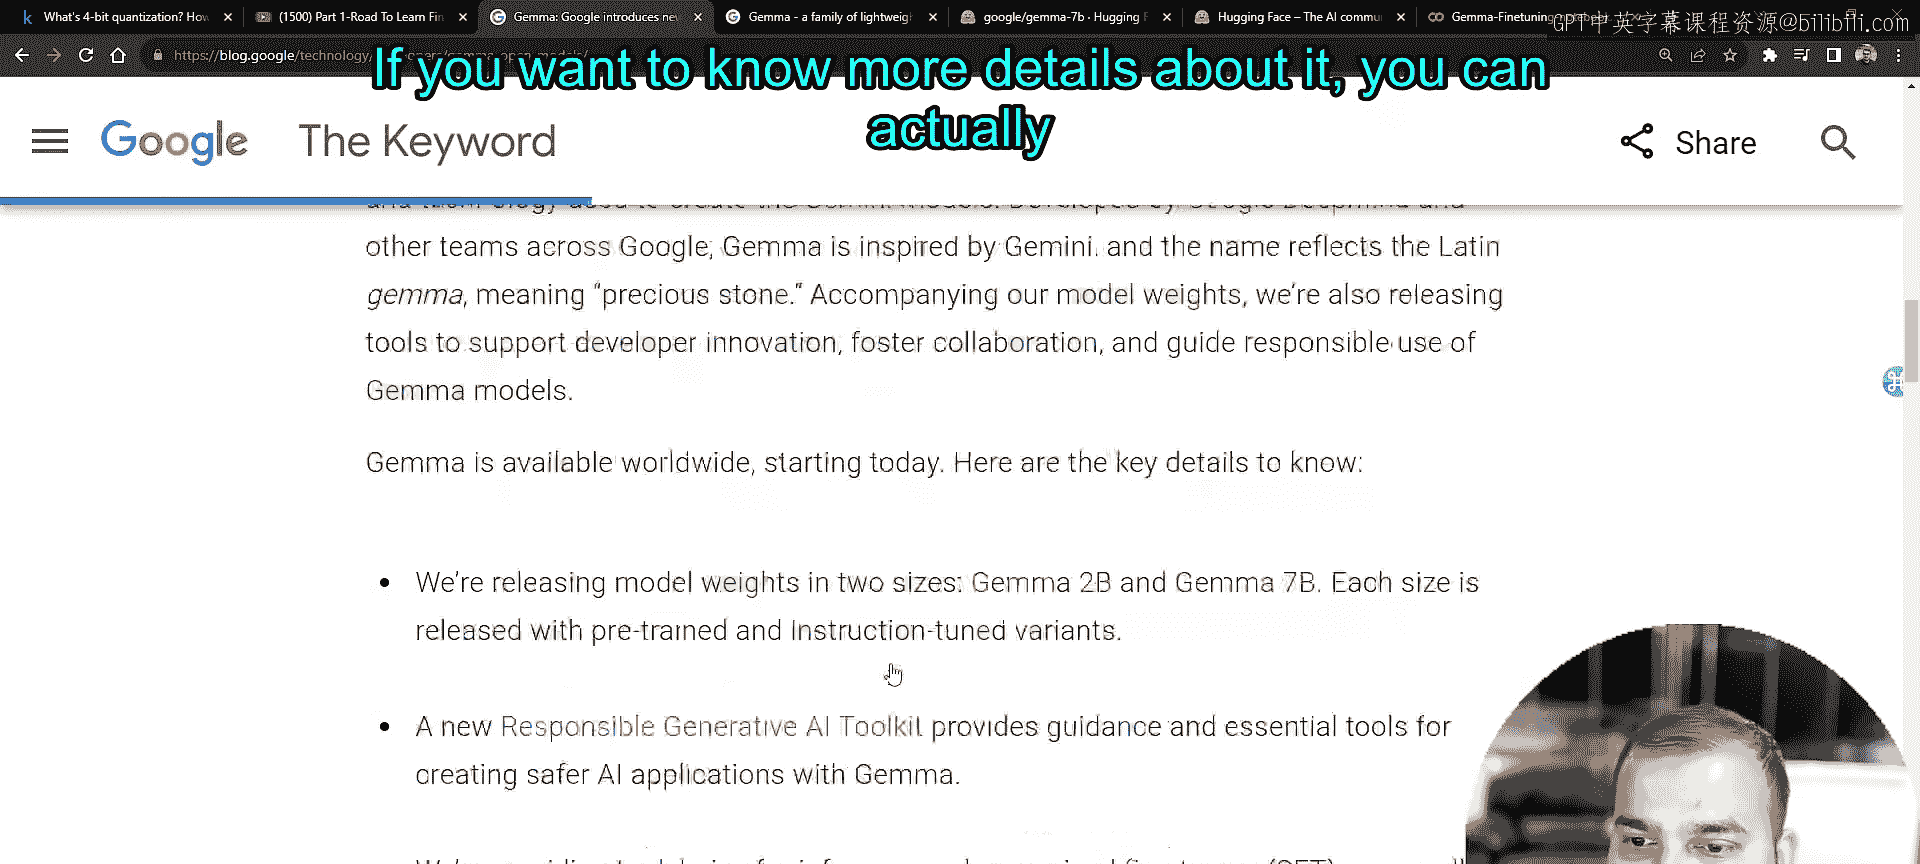 What's 4-bit quantization? How
(1500) Part 1-Road To Learn Fin
Gemma: Google introduces new
Gemma - a family of lightweigh
google/gemma-7b · Hugging F
Hugging Face – The AI commu
Gemma-Finetuning
GPT中英字幕课程资源@bilibili.com
https://blog.google/technology/
If you want to know more details about it, you can
actually
Google The Keyword
Share
other teams across Google, Gemma is inspired by Gemini, and the name reflects the Latin
gemma, meaning “precious stone.” Accompanying our model weights, we’re also releasing
tools to support developer innovation, foster collaboration, and guide responsible use of
Gemma models.
Gemma is available worldwide, starting today. Here are the key details to know:
• We’re releasing model weights in two sizes: Gemma 2B and Gemma 7B. Each size is
released with pre-trained and instruction-tuned variants.
• A new Responsible Generative AI Toolkit provides guidance and essential tools for
creating safer AI applications with Gemma.